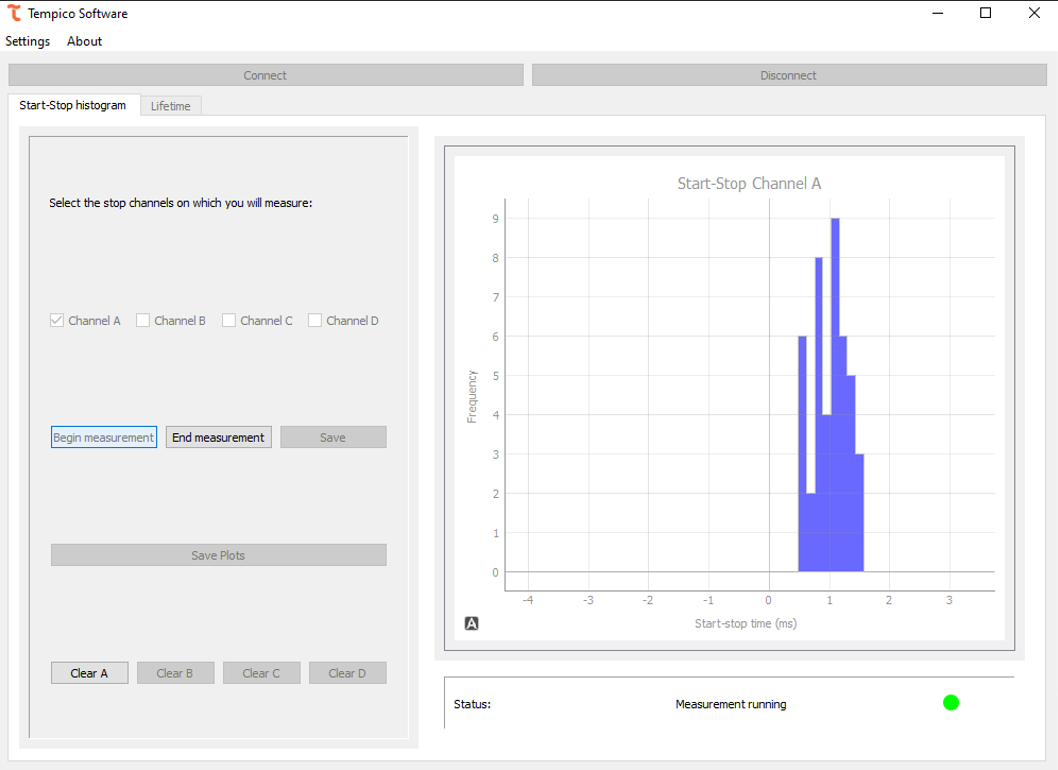 Tempico Software
Settings About
Connect Disconnect
Start-Stop histogram Lifetime
Select the stop channels on which you will measure:
Channel A Channel B Channel C Channel D
Begin measurement End measurement Save
Save Plots
Clear A Clear B Clear C Clear D
Start-Stop Channel A
9
8
7
6
5
4
3
2
1
0
Frequency
-4 -3 -2 -1 0 1 2 3
Start-stop time (ms)
A
Status: Measurement running